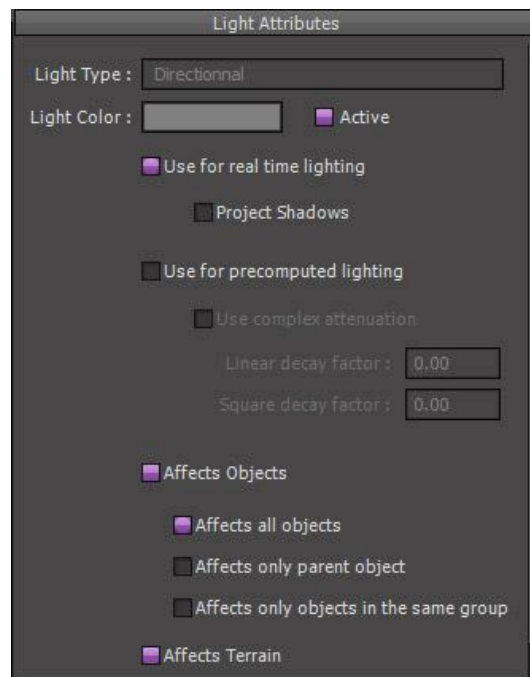 Light Attributes
Light Type : Directionnal
Light Color : Active
Use for real time lighting
Project Shadows
Use for precomputed lighting
Use complex attenuation
Linear decay factor : 0.00
Square decay factor : 0.00
Affects Objects
Affects all objects
Affects only parent object
Affects only objects in the same group
Affects Terrain